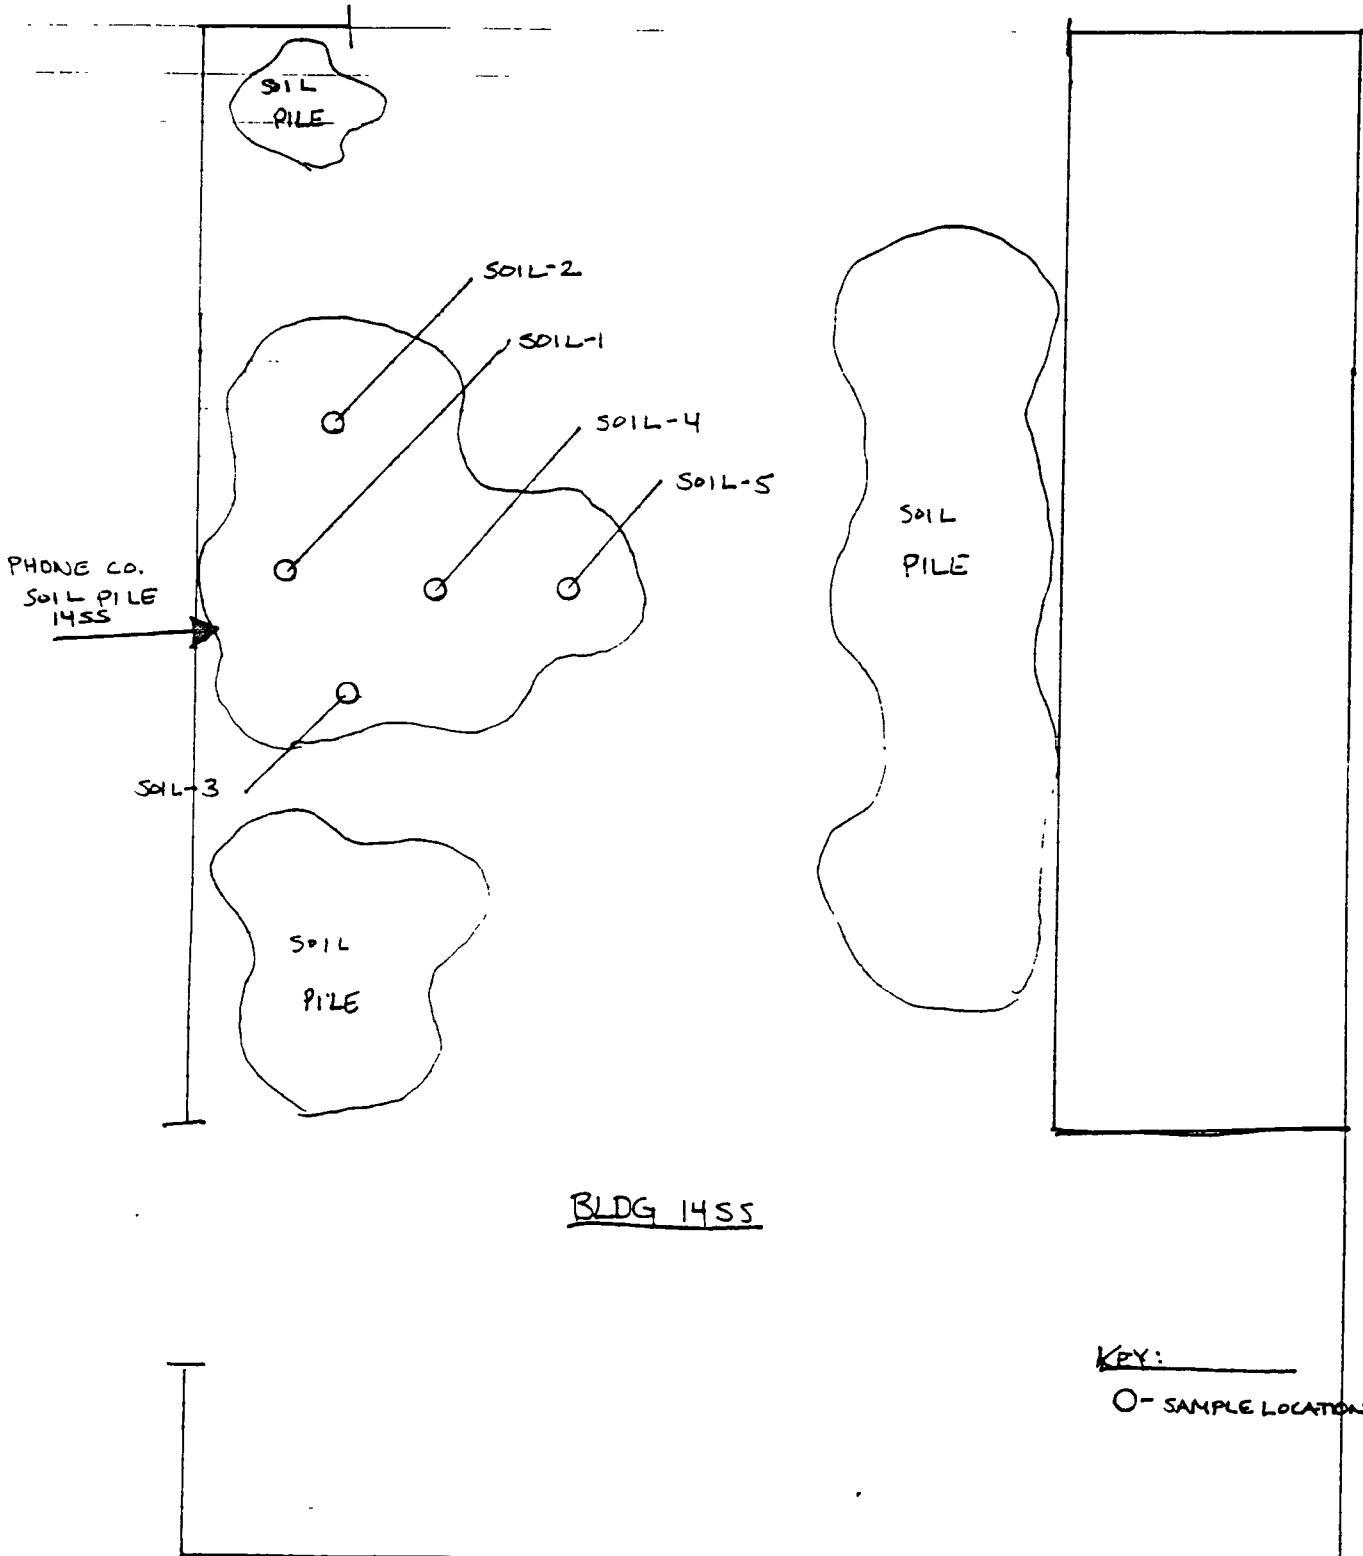 SOIL
PILE
SOIL-2
SOIL-1
SOIL-4
SOIL-5
SOIL
PILE
PHONE CO.
SOIL PILE
1455
SOIL-3
SOIL
PILE
BLDG 1455
KEY:
O- SAMPLE LOCATION